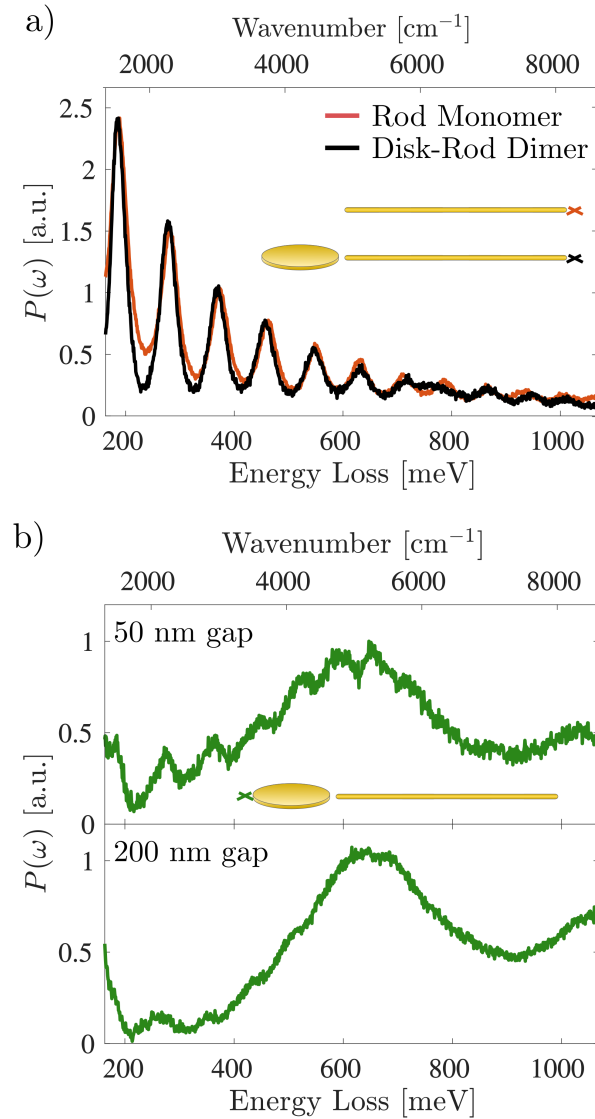 a)
Wavenumber [cm⁻¹]
2000 4000 6000 8000
Rod Monomer
Disk-Rod Dimer
P(ω) [a.u.]
2.5
2
1.5
1
0.5
0
200 400 600 800 1000
Energy Loss [meV]
b)
Wavenumber [cm⁻¹]
2000 4000 6000 8000
50 nm gap
1
0.5
0
P(ω) [a.u.]
200 nm gap
1
0.5
0
200 400 600 800 1000
Energy Loss [meV]